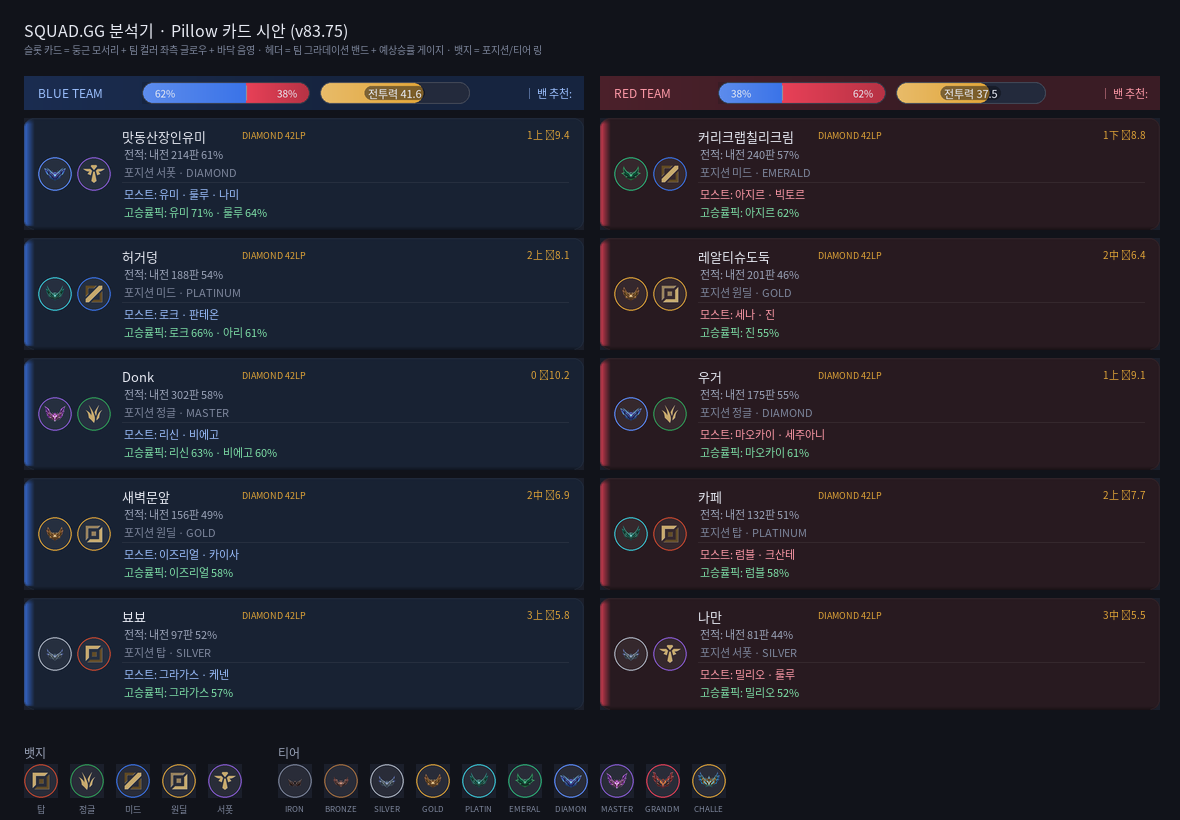 SQUAD.GG 분석기 · Pillow 카드 시안 (v83.75)
슬롯 카드 = 둥근 모서리 + 팀 컬러 좌측 글로우 + 바닥 음영 · 헤더 = 팀 그라데이션 밴드 + 예상승률 게이지 · 뱃지 = 포지션/티어 링
BLUE TEAM 62% 38% 전투력 41.6 | 밴 추천:
맛동산장인유미 DIAMOND 42LP 1上 9.4
전적: 내전 214판 61%
포지션 서폿 · DIAMOND
모스트: 유미 · 룰루 · 나미
고승률픽: 유미 71% · 룰루 64%
허거덩 DIAMOND 42LP 2上 8.1
전적: 내전 188판 54%
포지션 미드 · PLATINUM
모스트: 로크 · 판테온
고승률픽: 로크 66% · 아리 61%
Donk DIAMOND 42LP 0 10.2
전적: 내전 302판 58%
포지션 정글 · MASTER
모스트: 리신 · 비에고
고승률픽: 리신 63% · 비에고 60%
새벽문앞 DIAMOND 42LP 2中 6.9
전적: 내전 156판 49%
포지션 원딜 · GOLD
모스트: 이즈리얼 · 카이사
고승률픽: 이즈리얼 58%
뵤뵤 DIAMOND 42LP 3上 5.8
전적: 내전 97판 52%
포지션 탑 · SILVER
모스트: 그라가스 · 케넨
고승률픽: 그라가스 57%
RED TEAM 38% 62% 전투력 37.5 | 밴 추천:
커리크랩칠리크림 DIAMOND 42LP 1下 8.8
전적: 내전 240판 57%
포지션 미드 · EMERALD
모스트: 아지르 · 빅토르
고승률픽: 아지르 62%
레알티슈도둑 DIAMOND 42LP 2中 6.4
전적: 내전 201판 46%
포지션 원딜 · GOLD
모스트: 세나 · 진
고승률픽: 진 55%
우거 DIAMOND 42LP 1上 9.1
전적: 내전 175판 55%
포지션 정글 · DIAMOND
모스트: 마오카이 · 세주아니
고승률픽: 마오카이 61%
카페 DIAMOND 42LP 2上 7.7
전적: 내전 132판 51%
포지션 탑 · PLATINUM
모스트: 럼블 · 크산테
고승률픽: 럼블 58%
나만 DIAMOND 42LP 3中 5.5
전적: 내전 81판 44%
포지션 서폿 · SILVER
모스트: 밀리오 · 룰루
고승률픽: 밀리오 52%
뱃지
탑 정글 미드 원딜 서폿
티어
IRON BRONZE SILVER GOLD PLATIN EMERAL DIAMON MASTER GRANDM CHALLE